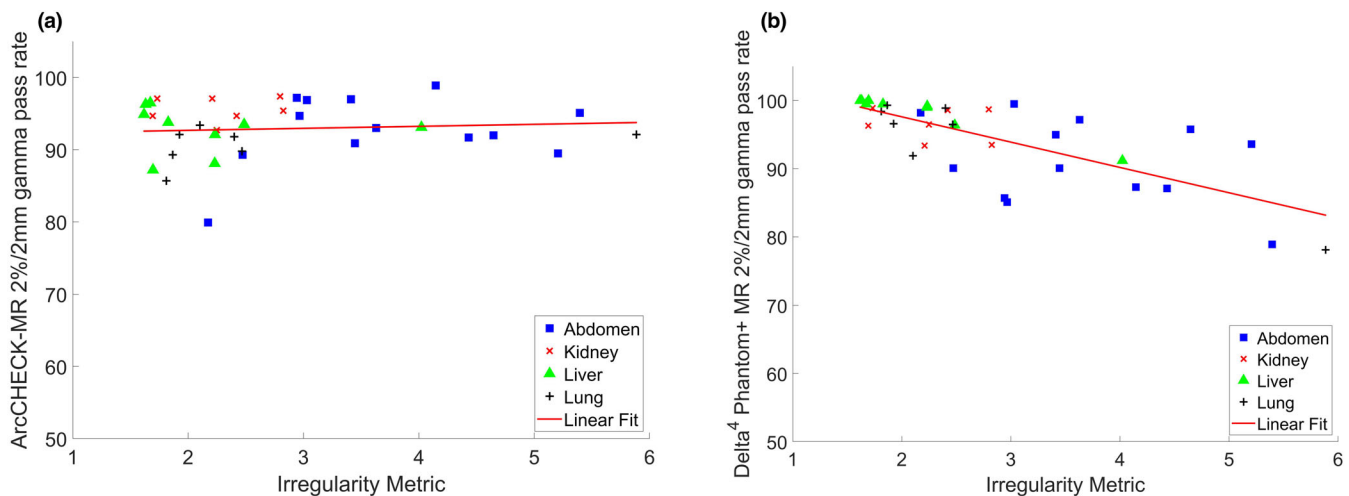 (a)
ArcCHECK-MR 2%/2mm gamma pass rate
100
90
80
70
60
50
1
2
3
4
5
6
Irregularity Metric
Abdomen
Kidney
Liver
Lung
Linear Fit
(b)
Delta⁴ Phantom+ MR 2%/2mm gamma pass rate
100
90
80
70
60
50
1
2
3
4
5
6
Irregularity Metric
Abdomen
Kidney
Liver
Lung
Linear Fit